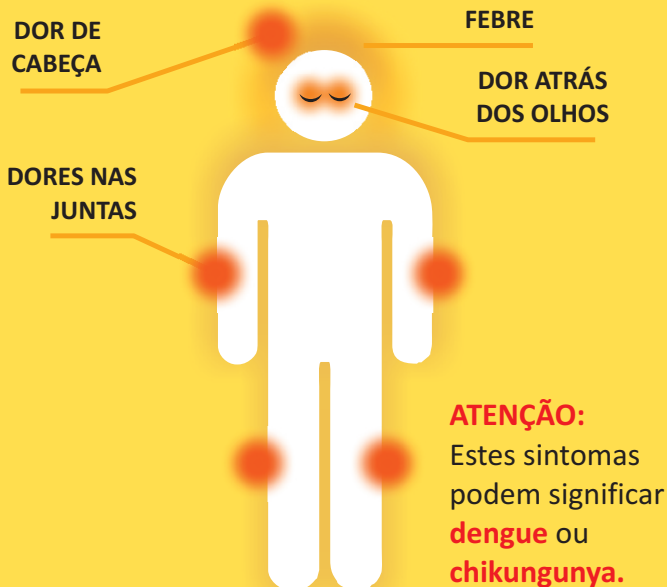 DOR DE
CABEÇA
FEBRE
DOR ATRÁS
DOS OLHOS
DORES NAS
JUNTAS
ATENÇÃO:
Estes sintomas
podem significar
dengue ou
chikungunya.